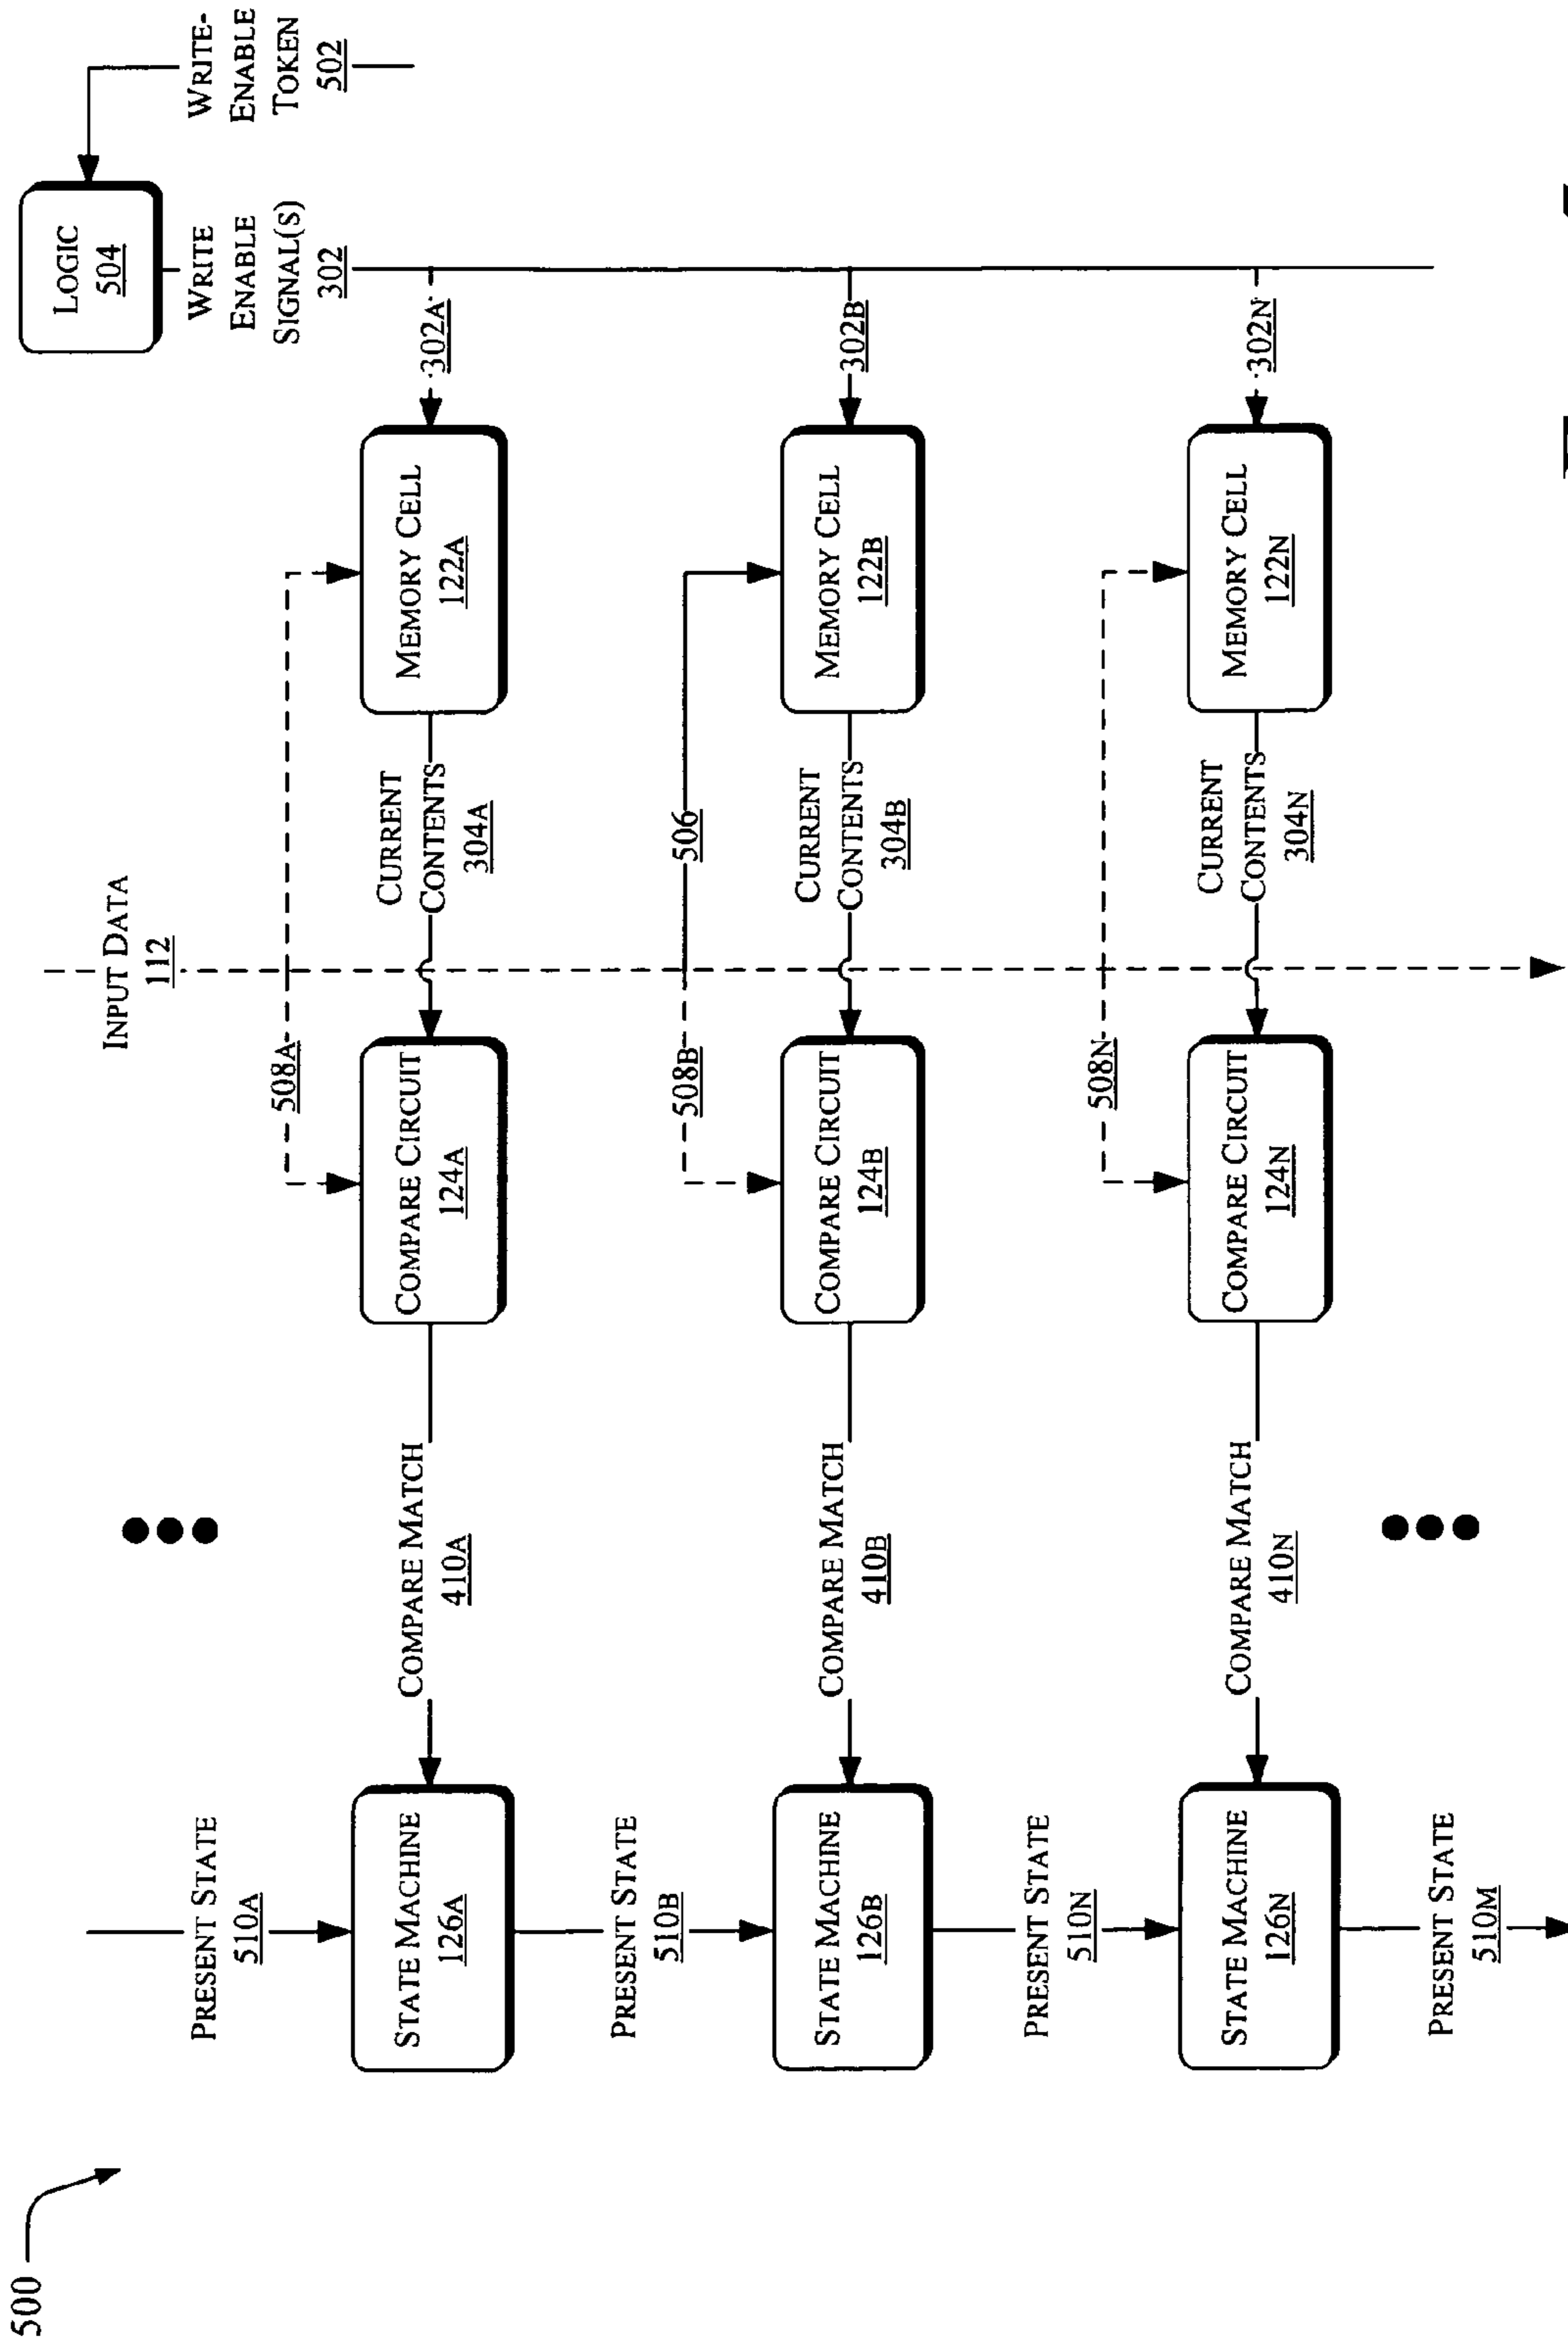 500
INPUT DATA
112
LOGIC
504
WRITE
ENABLE
SIGNAL(S)
302
WRITE-
ENABLE
TOKEN
502
PRESENT STATE
510A
508A
STATE MACHINE
126A
COMPARE MATCH
410A
COMPARE CIRCUIT
124A
CURRENT
CONTENTS
304A
MEMORY CELL
122A
302A
PRESENT STATE
510B
508B
506
STATE MACHINE
126B
COMPARE MATCH
410B
COMPARE CIRCUIT
124B
CURRENT
CONTENTS
304B
MEMORY CELL
122B
302B
PRESENT STATE
510N
508N
STATE MACHINE
126N
COMPARE MATCH
410N
COMPARE CIRCUIT
124N
CURRENT
CONTENTS
304N
MEMORY CELL
122N
302N
PRESENT STATE
510M